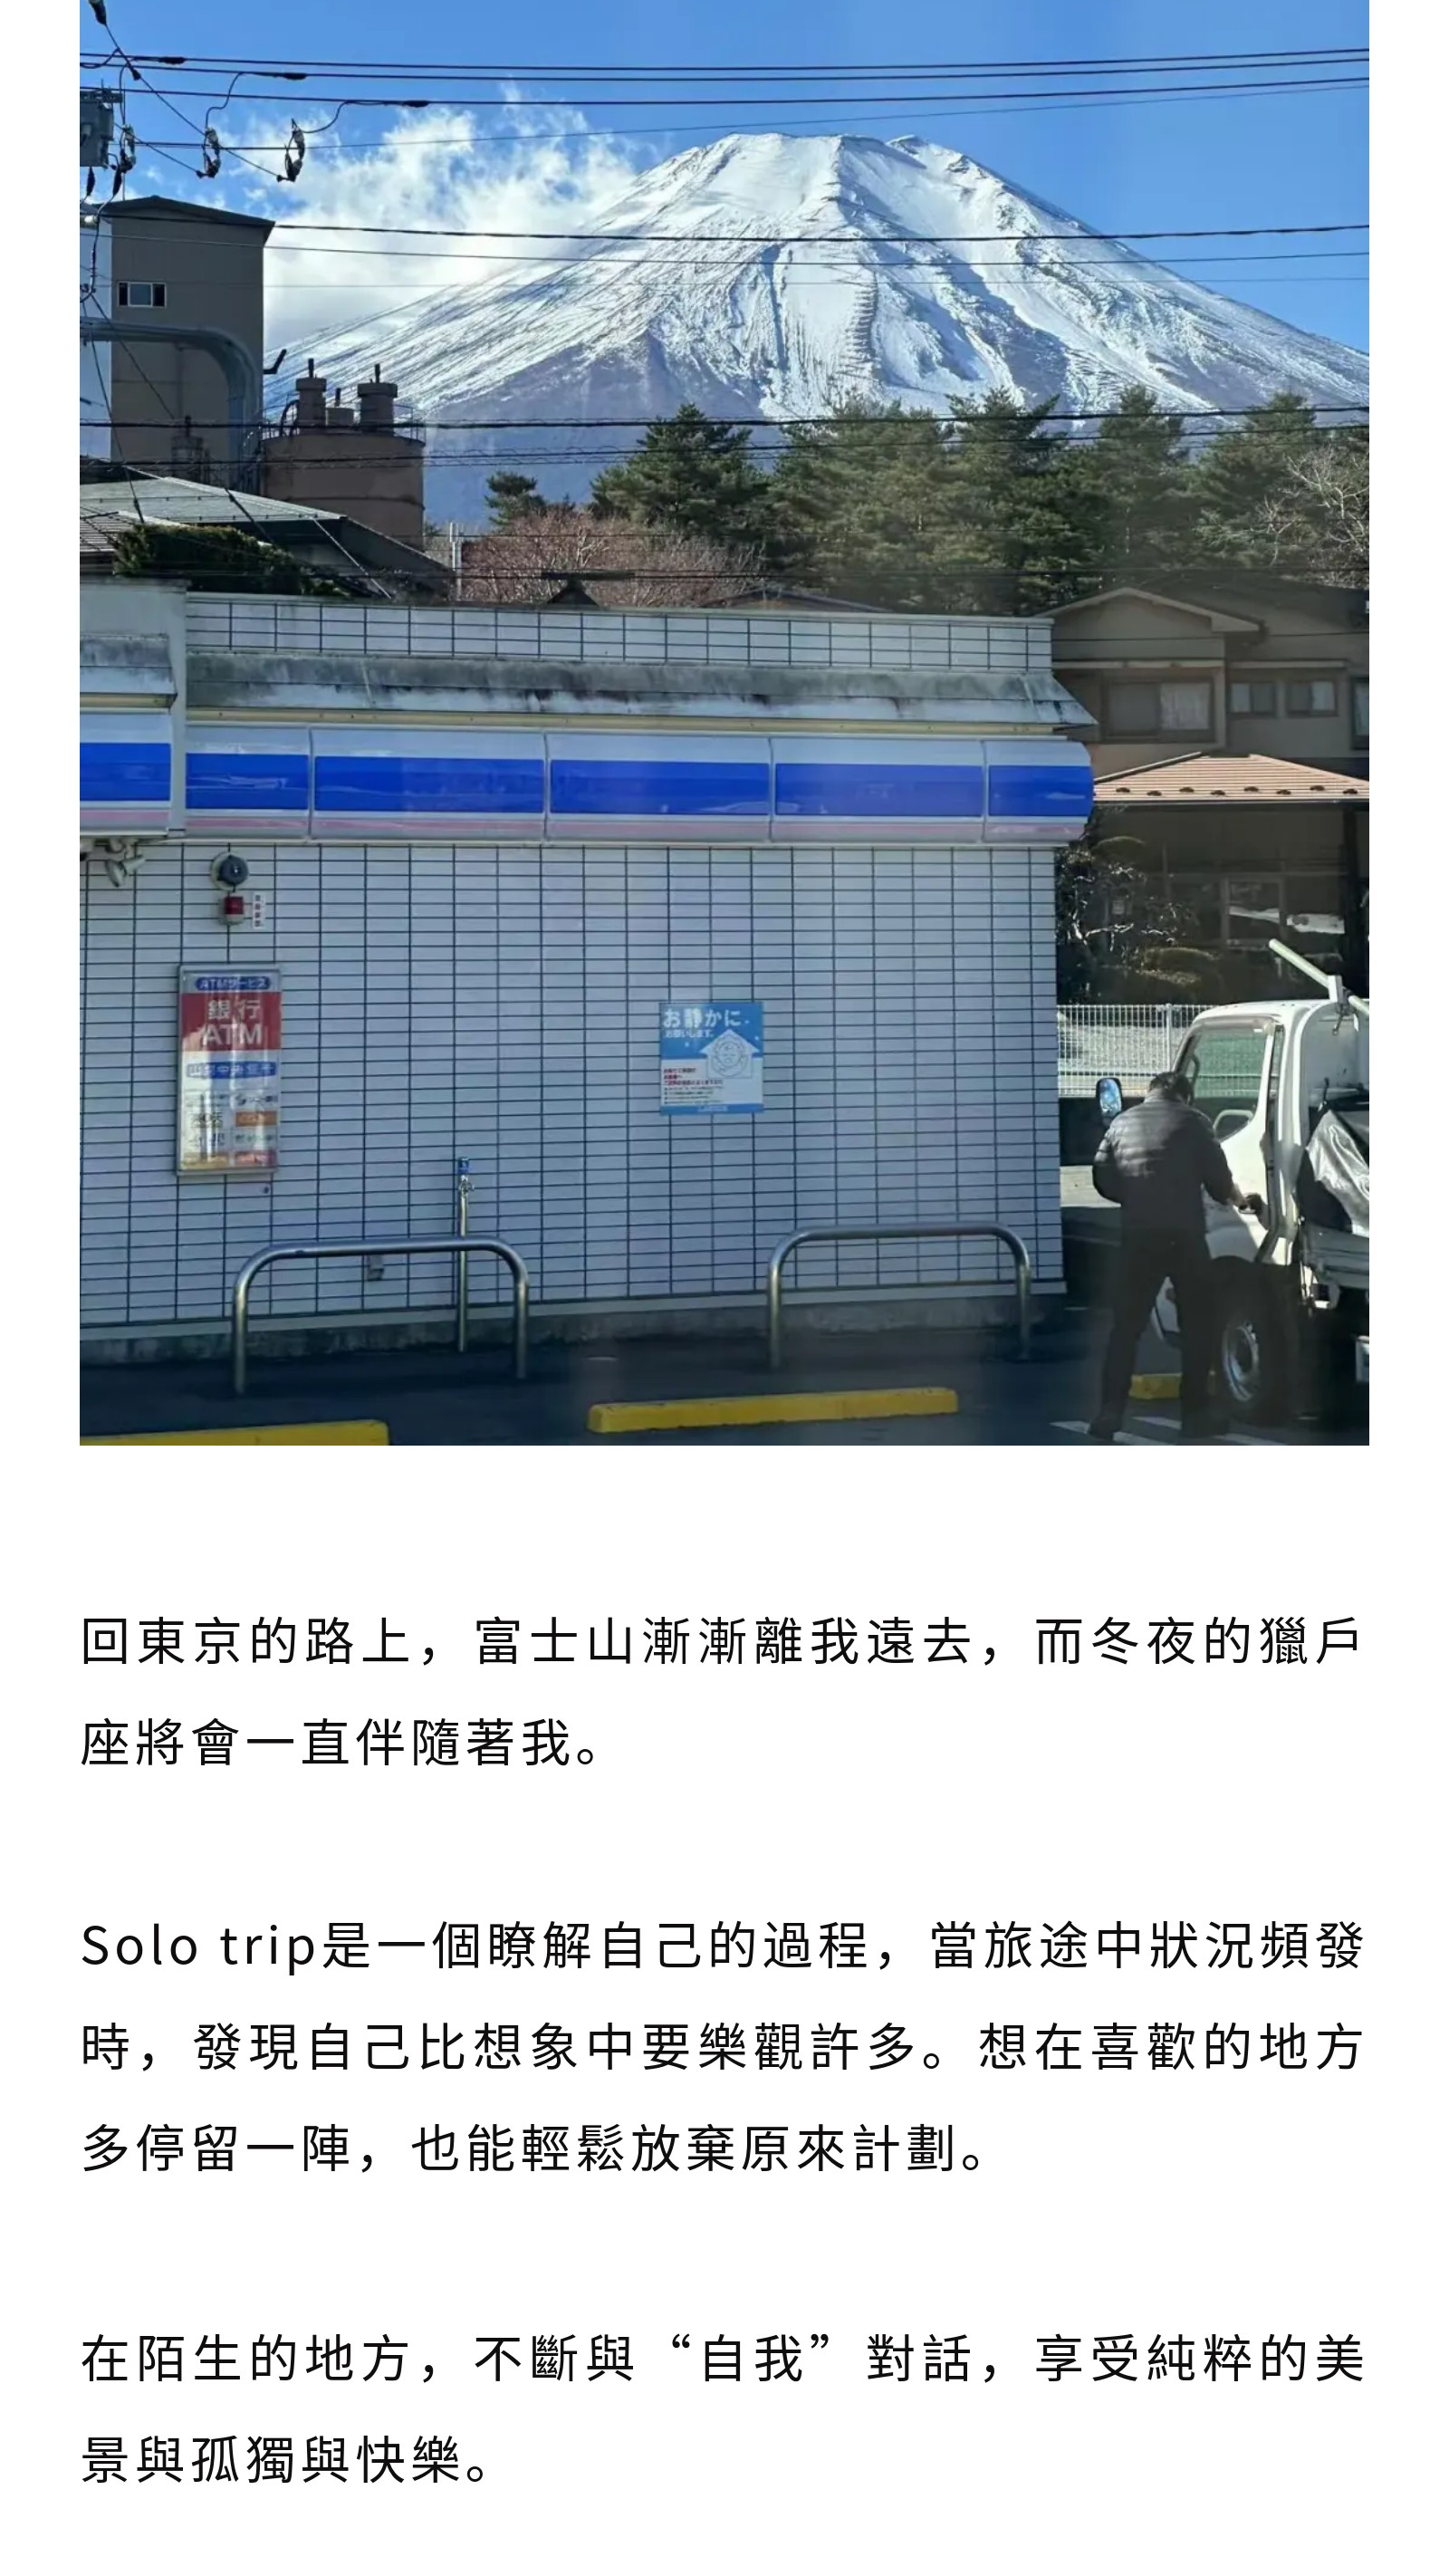 ATMサービス
銀行
ATM
お静かに
お願いします。
回東京的路上，富士山漸漸離我遠去，而冬夜的獵戶
座將會一直伴隨著我。
Solo trip是一個瞭解自己的過程，當旅途中狀況頻發
時，發現自己比想象中要樂觀許多。想在喜歡的地方
多停留一陣，也能輕鬆放棄原來計劃。
在陌生的地方，不斷與“自我”對話，享受純粹的美
景與孤獨與快樂。